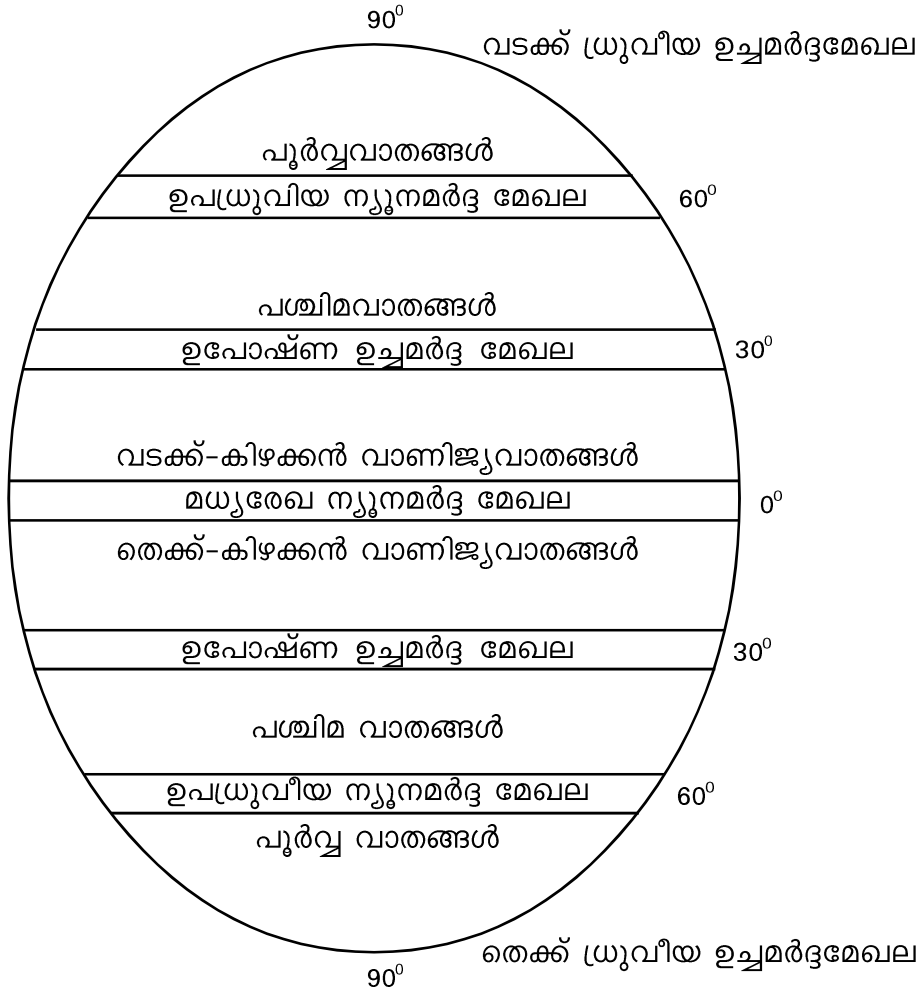 90⁰
വടക്ക് ധ്രുവീയ ഉച്ചമർദ്ദമേഖല
പൂർവ്വവാതങ്ങൾ
ഉപധ്രുവിയ ന്യൂനമർദ്ദ മേഖല
60⁰
പശ്ചിമവാതങ്ങൾ
ഉപോഷ്ണ ഉച്ചമർദ്ദ മേഖല
30⁰
വടക്ക്-കിഴക്കൻ വാണിജ്യവാതങ്ങൾ
മധ്യരേഖ ന്യൂനമർദ്ദ മേഖല
0⁰
തെക്ക്-കിഴക്കൻ വാണിജ്യവാതങ്ങൾ
ഉപോഷ്ണ ഉച്ചമർദ്ദ മേഖല
30⁰
പശ്ചിമ വാതങ്ങൾ
ഉപധ്രുവീയ ന്യൂനമർദ്ദ മേഖല
60⁰
പൂർവ്വ വാതങ്ങൾ
തെക്ക് ധ്രുവീയ ഉച്ചമർദ്ദമേഖല
90⁰